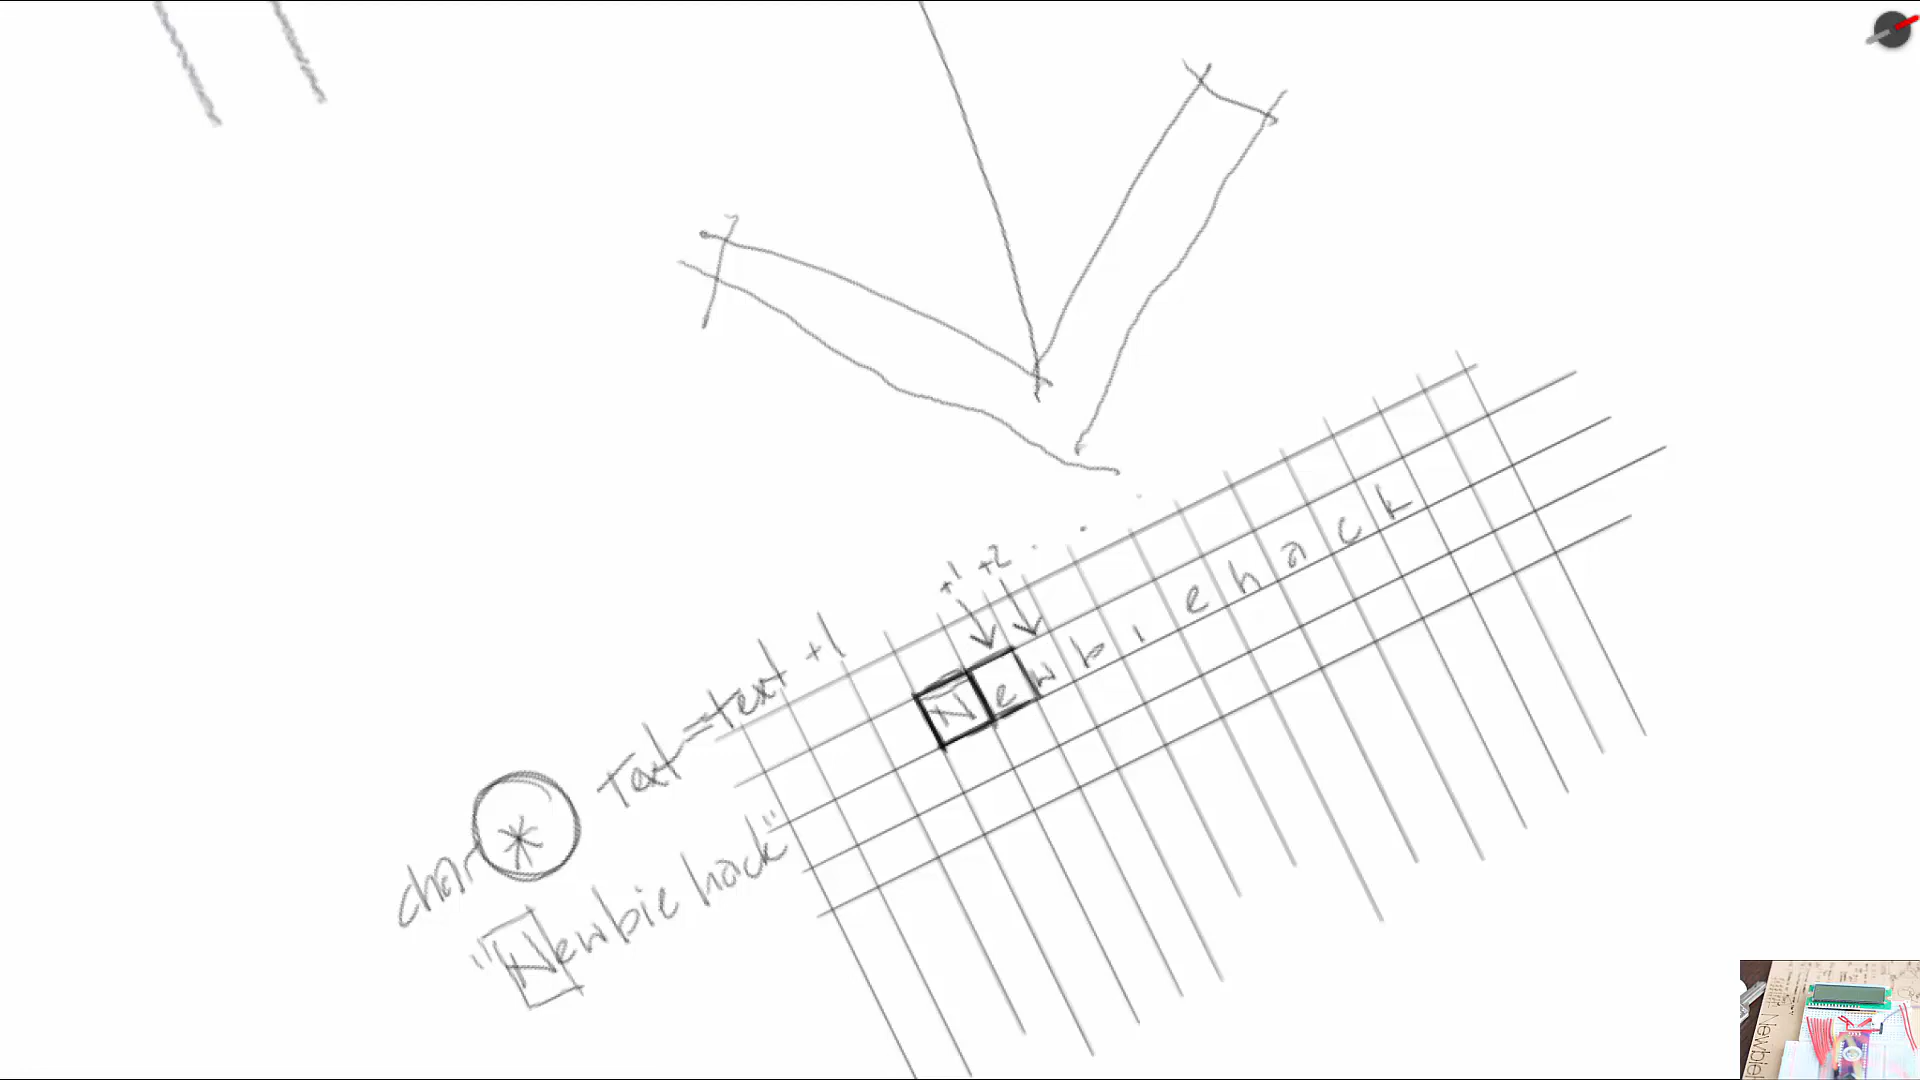 +1 +2 . . .
char * Text = text +1
"Newbie hack"
N e w b i e h a c k